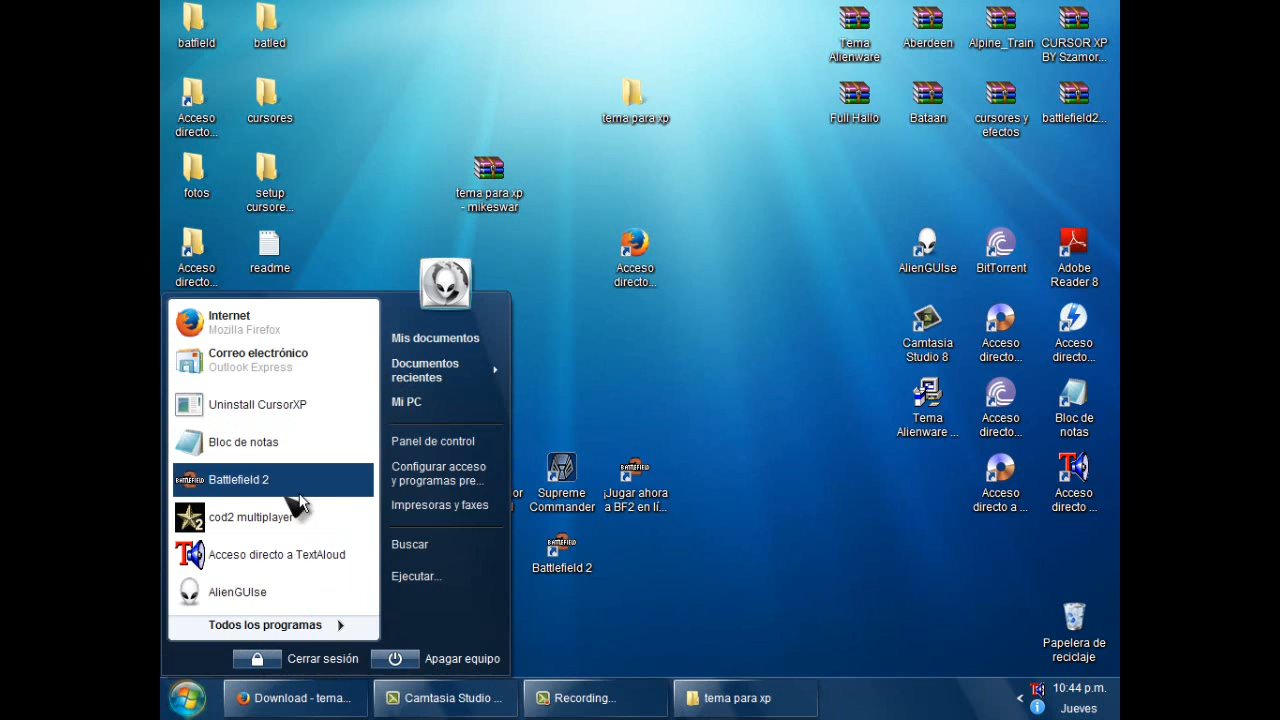 batfield
batled
Tema
Alienware
Aberdeen
Alpine_Train
CURSOR XP
BY Szamor...
Acceso
directo...
cursores
tema para xp
Full Hallo
Bataan
cursores y
efectos
battlefield2...
fotos
setup
cursore...
tema para xp
- mikeswar
Acceso
directo...
readme
Acceso
directo...
AlienGUIse
BitTorrent
Adobe
Reader 8
Internet
Mozilla Firefox
Correo electrónico
Outlook Express
Uninstall CursorXP
Bloc de notas
Battlefield 2
cod2 multiplayer
Acceso directo a TextAloud
AlienGUIse
Todos los programas
Mis documentos
Documentos
recientes
Mi PC
Panel de control
Configurar acceso
y programas pre...
Impresoras y faxes
Buscar
Ejecutar...
Cerrar sesión
Apagar equipo
Camtasia
Studio 8
Acceso
directo...
Acceso
directo...
Tema
Alienware ...
Acceso
directo...
Bloc de
notas
or
Supreme
Commander
BATTLEFIELD
¡Jugar ahora
a BF2 en lí...
Acceso
directo a ...
Acceso
directo ...
BATTLEFIELD
Battlefield 2
Papelera de
reciclaje
Download - tema...
Camtasia Studio ...
Recording...
tema para xp
10:44 p.m.
Jueves